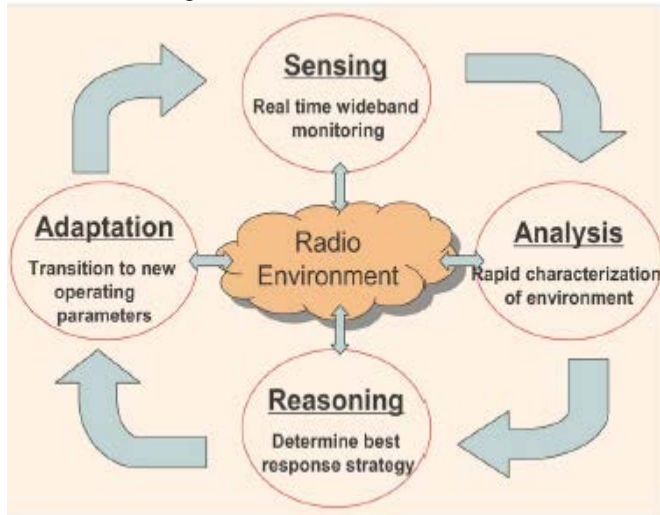 Sensing
Real time wideband
monitoring
Adaptation
Transition to new
operating
parameters
Radio
Environment
Analysis
Rapid characterization
of environment
Reasoning
Determine best
response strategy